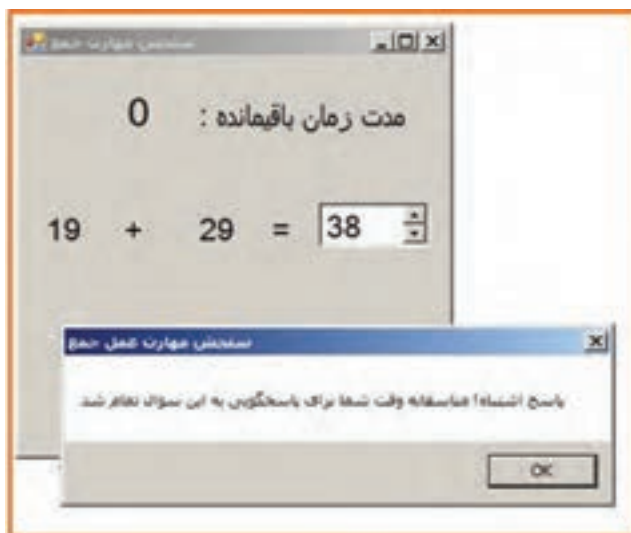 سنجش مهارت جمع
مدت زمان باقیمانده : 0
19 + 29 = 38
سنجش مهارت عمل جمع
پاسخ اشتباه! متاسفانه وقت شما برای پاسخگویی به این سوال تمام شد
OK